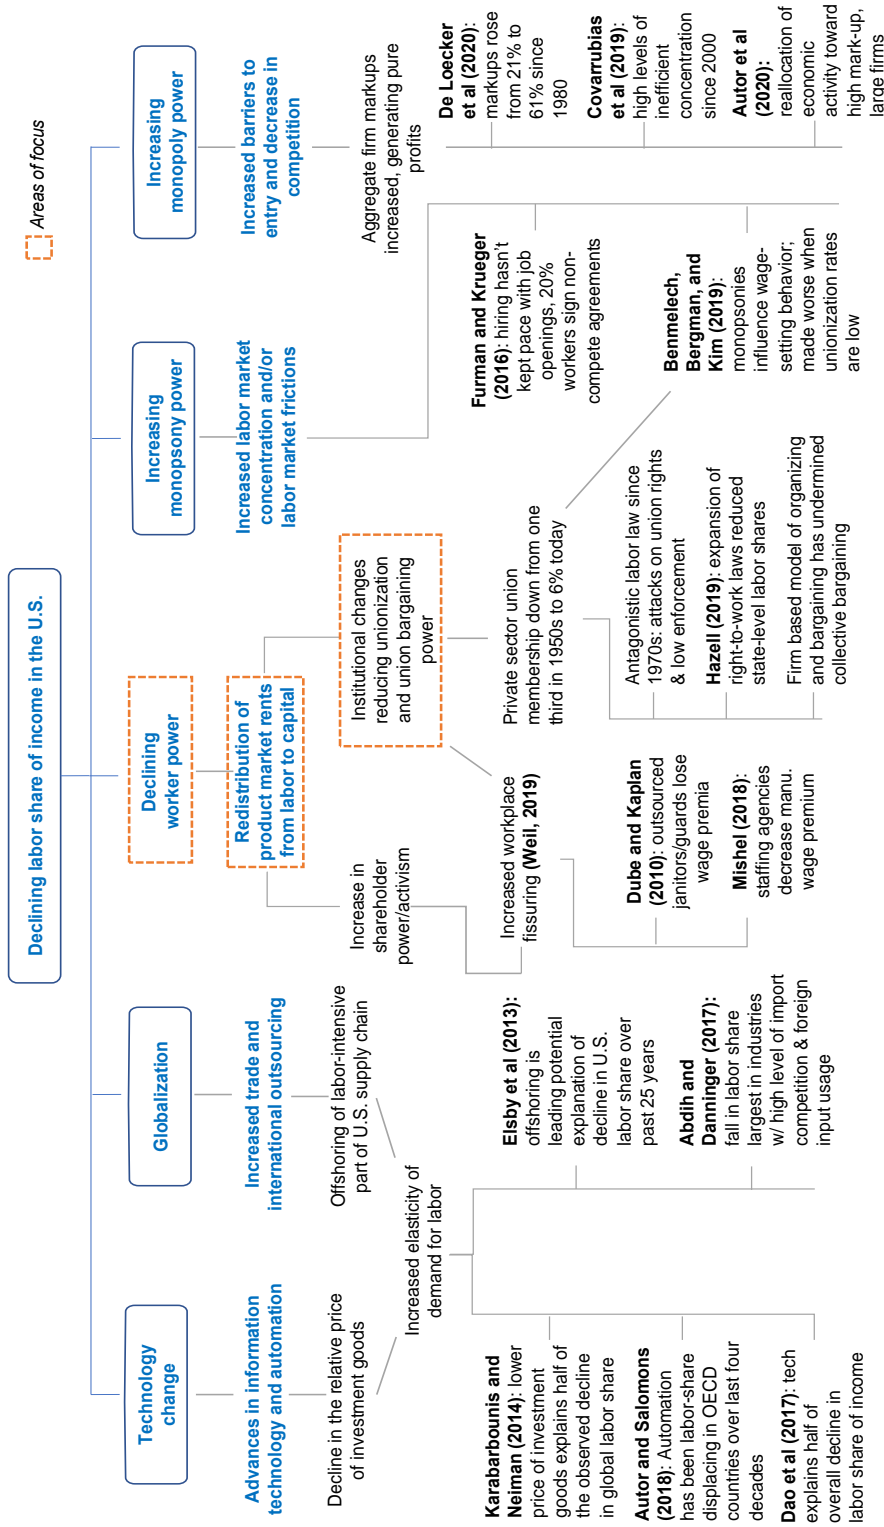 Declining labor share of income in the U.S.
Areas of focus
Technology
change
Globalization
Declining
worker power
Increasing
monopsony power
Increasing
monopoly power
Advances in information
technology and automation
Increased trade and
international outsourcing
Redistribution of
product market rents
from labor to capital
Increased labor market
concentration and/or
labor market frictions
Increased barriers to
entry and decrease in
competition
Decline in the relative price
of investment goods
Offshoring of labor-intensive
part of U.S. supply chain
Increase in
shareholder
power/activism
Institutional changes
reducing unionization
and union bargaining
power
Aggregate firm markups
increased, generating pure
profits
Increased elasticity of
demand for labor
Increased workplace
fissuring (Weil, 2019)
Private sector union
membership down from one
third in 1950s to 6% today
Karabarbounis and
Neiman (2014): lower
price of investment
goods explains half of
the observed decline
in global labor share
Autor and Salomons
(2018): Automation
has been labor-share
displacing in OECD
countries over last four
decades
Dao et al (2017): tech
explains half of
overall decline in
labor share of income
Elsby et al (2013):
offshoring is
leading potential
explanation of
decline in U.S.
labor share over
past 25 years
Abdih and
Danninger (2017):
fall in labor share
largest in industries
w/ high level of import
competition & foreign
input usage
Dube and Kaplan
(2010): outsourced
janitors/guards lose
wage premia
Mishel (2018):
staffing agencies
decrease manu.
wage premium
Antagonistic labor law since
1970s: attacks on union rights
& low enforcement
Hazell (2019): expansion of
right-to-work laws reduced
state-level labor shares
Firm based model of organizing
and bargaining has undermined
collective bargaining
Furman and Krueger
(2016): hiring hasn't
kept pace with job
openings, 20%
workers sign non-
compete agreements
Benmelech,
Bergman, and
Kim (2019):
monopsonies
influence wage-
setting behavior;
made worse when
unionization rates
are low
De Loecker
et al (2020):
markups rose
from 21% to
61% since
1980
Covarrubias
et al (2019):
high levels of
inefficient
concentration
since 2000
Autor et al
(2020):
reallocation of
economic
activity toward
high mark-up,
large firms